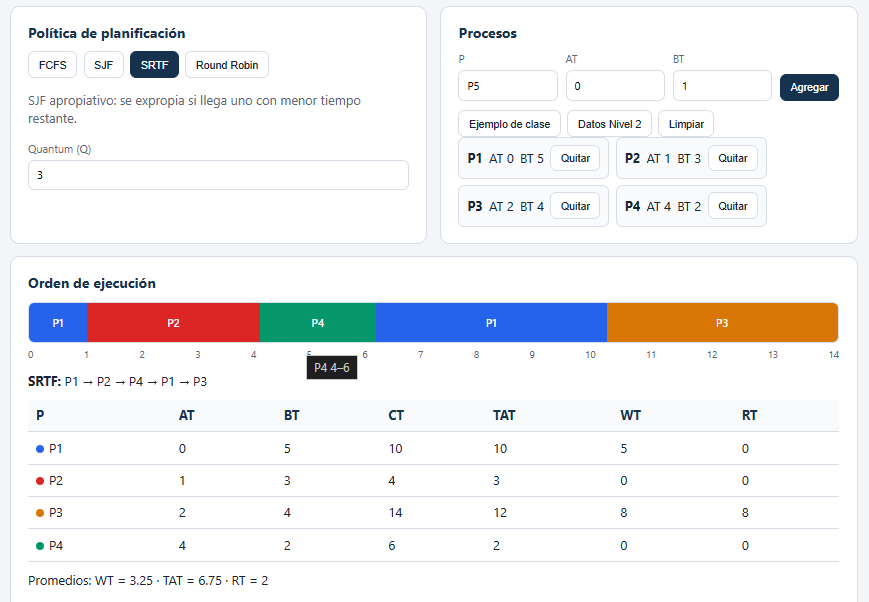 Política de planificación
FCFS SJF SRTF Round Robin
SJF apropiativo: se expropia si llega uno con menor tiempo
restante.
Quantum (Q)
3
Procesos
P AT BT
P5 0 1 Agregar
Ejemplo de clase Datos Nivel 2 Limpiar
P1 AT 0 BT 5 Quitar P2 AT 1 BT 3 Quitar
P3 AT 2 BT 4 Quitar P4 AT 4 BT 2 Quitar
Orden de ejecución
P1 P2 P4 P1 P3
0 1 2 3 4 5 6 7 8 9 10 11 12 13 14
P4 4–6
SRTF: P1 → P2 → P4 → P1 → P3
P AT BT CT TAT WT RT
P1 0 5 10 10 5 0
P2 1 3 4 3 0 0
P3 2 4 14 12 8 8
P4 4 2 6 2 0 0
Promedios: WT = 3.25 · TAT = 6.75 · RT = 2